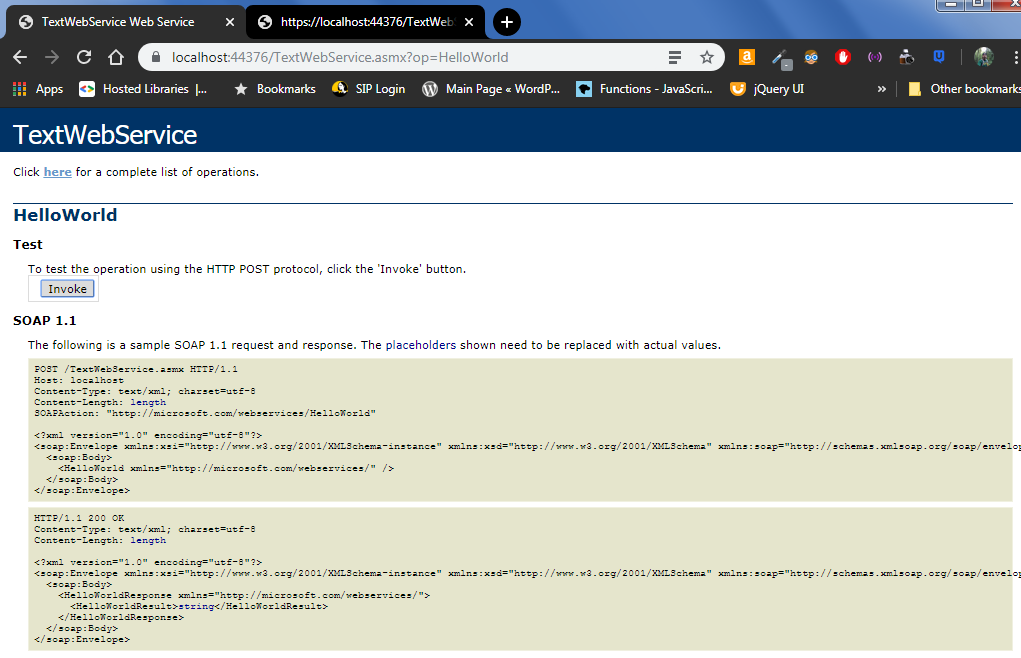 TextWebService Web Service
https://localhost:44376/TextWeb
localhost:44376/TextWebService.asmx?op=HelloWorld
Apps
Hosted Libraries |...
Bookmarks
SIP Login
Main Page « WordP...
Functions - JavaScri...
jQuery UI
»
Other bookmarks
TextWebService
Click here for a complete list of operations.
HelloWorld
Test
To test the operation using the HTTP POST protocol, click the 'Invoke' button.
Invoke
SOAP 1.1
The following is a sample SOAP 1.1 request and response. The placeholders shown need to be replaced with actual values.
POST /TextWebService.asmx HTTP/1.1
Host: localhost
Content-Type: text/xml; charset=utf-8
Content-Length: length
SOAPAction: "http://microsoft.com/webservices/HelloWorld"
<?xml version="1.0" encoding="utf-8"?>
<soap:Envelope xmlns:xsi="http://www.w3.org/2001/XMLSchema-instance" xmlns:xsd="http://www.w3.org/2001/XMLSchema" xmlns:soap="http://schemas.xmlsoap.org/soap/envelop
<soap:Body>
<HelloWorld xmlns="http://microsoft.com/webservices/" />
</soap:Body>
</soap:Envelope>
HTTP/1.1 200 OK
Content-Type: text/xml; charset=utf-8
Content-Length: length
<?xml version="1.0" encoding="utf-8"?>
<soap:Envelope xmlns:xsi="http://www.w3.org/2001/XMLSchema-instance" xmlns:xsd="http://www.w3.org/2001/XMLSchema" xmlns:soap="http://schemas.xmlsoap.org/soap/envelop
<soap:Body>
<HelloWorldResponse xmlns="http://microsoft.com/webservices/">
<HelloWorldResult>string</HelloWorldResult>
</HelloWorldResponse>
</soap:Body>
</soap:Envelope>